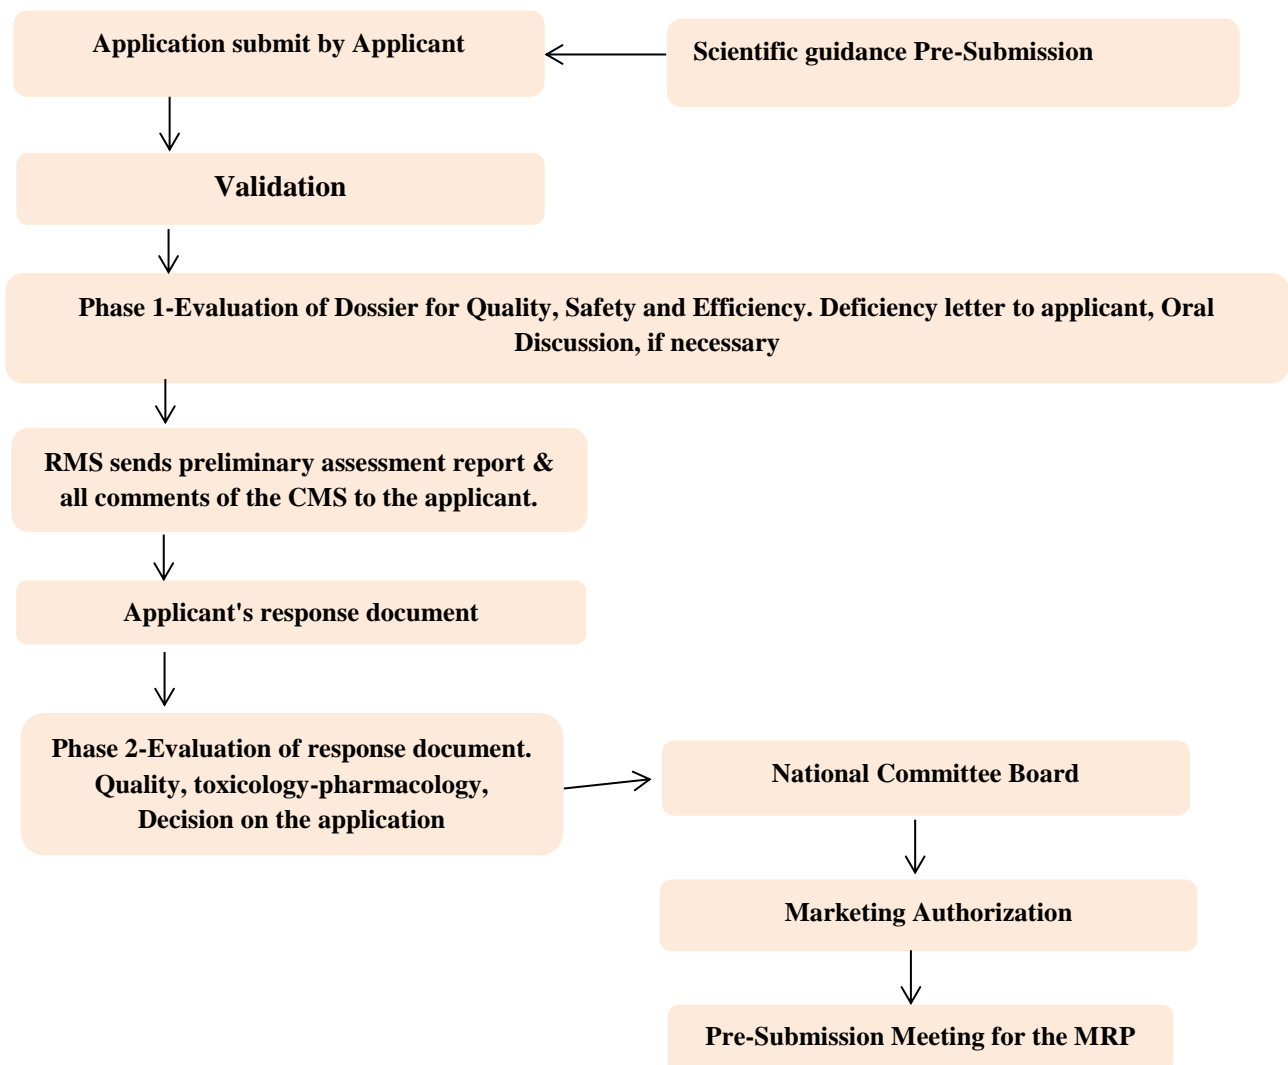 Application submit by Applicant
Scientific guidance Pre-Submission
Validation
Phase 1-Evaluation of Dossier for Quality, Safety and Efficiency. Deficiency letter to applicant, Oral
Discussion, if necessary
RMS sends preliminary assessment report &
all comments of the CMS to the applicant.
Applicant's response document
Phase 2-Evaluation of response document.
Quality, toxicology-pharmacology,
Decision on the application
National Committee Board
Marketing Authorization
Pre-Submission Meeting for the MRP